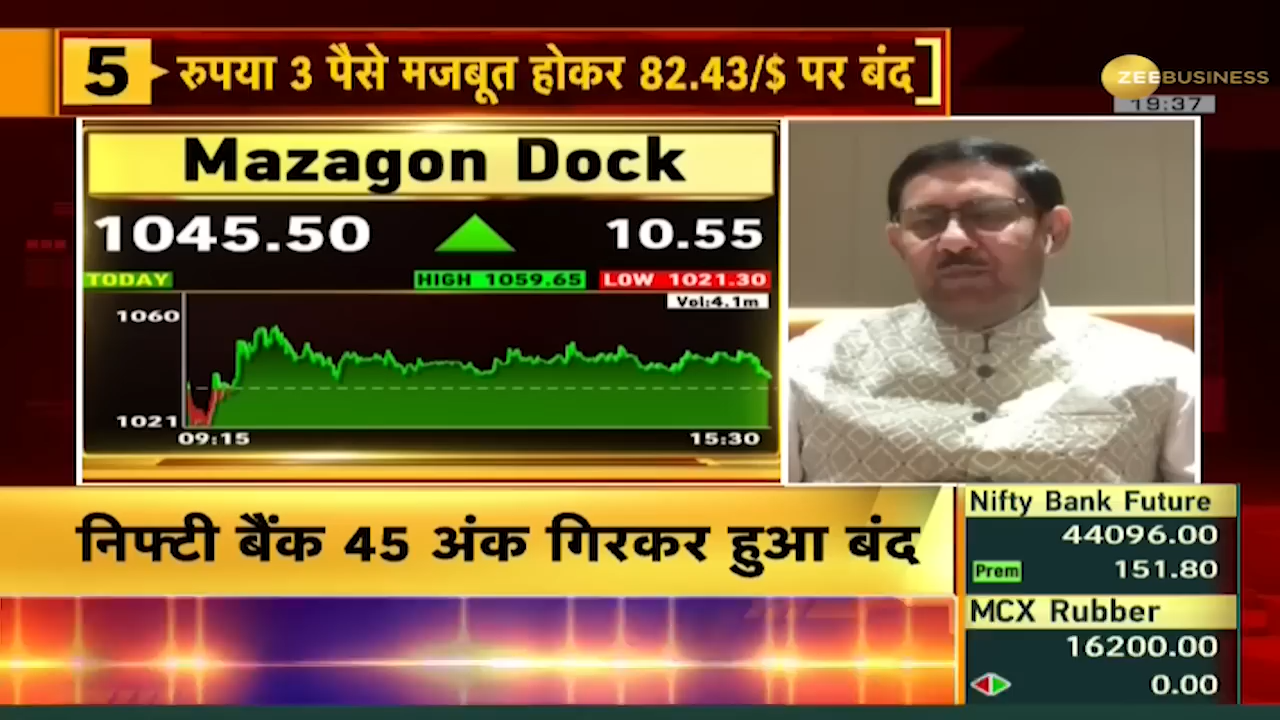 5 रुपया 3 पैसे मजबूत होकर 82.43/$ पर बंद
ZEEBUSINESS
19:37
Mazagon Dock
1045.50 10.55
TODAY HIGH 1059.65 LOW 1021.30
Vol:4.1m
1060
1021
09:15 15:30
निफ्टी बैंक 45 अंक गिरकर हुआ बंद
Nifty Bank Future
44096.00
Prem 151.80
MCX Rubber
16200.00
0.00